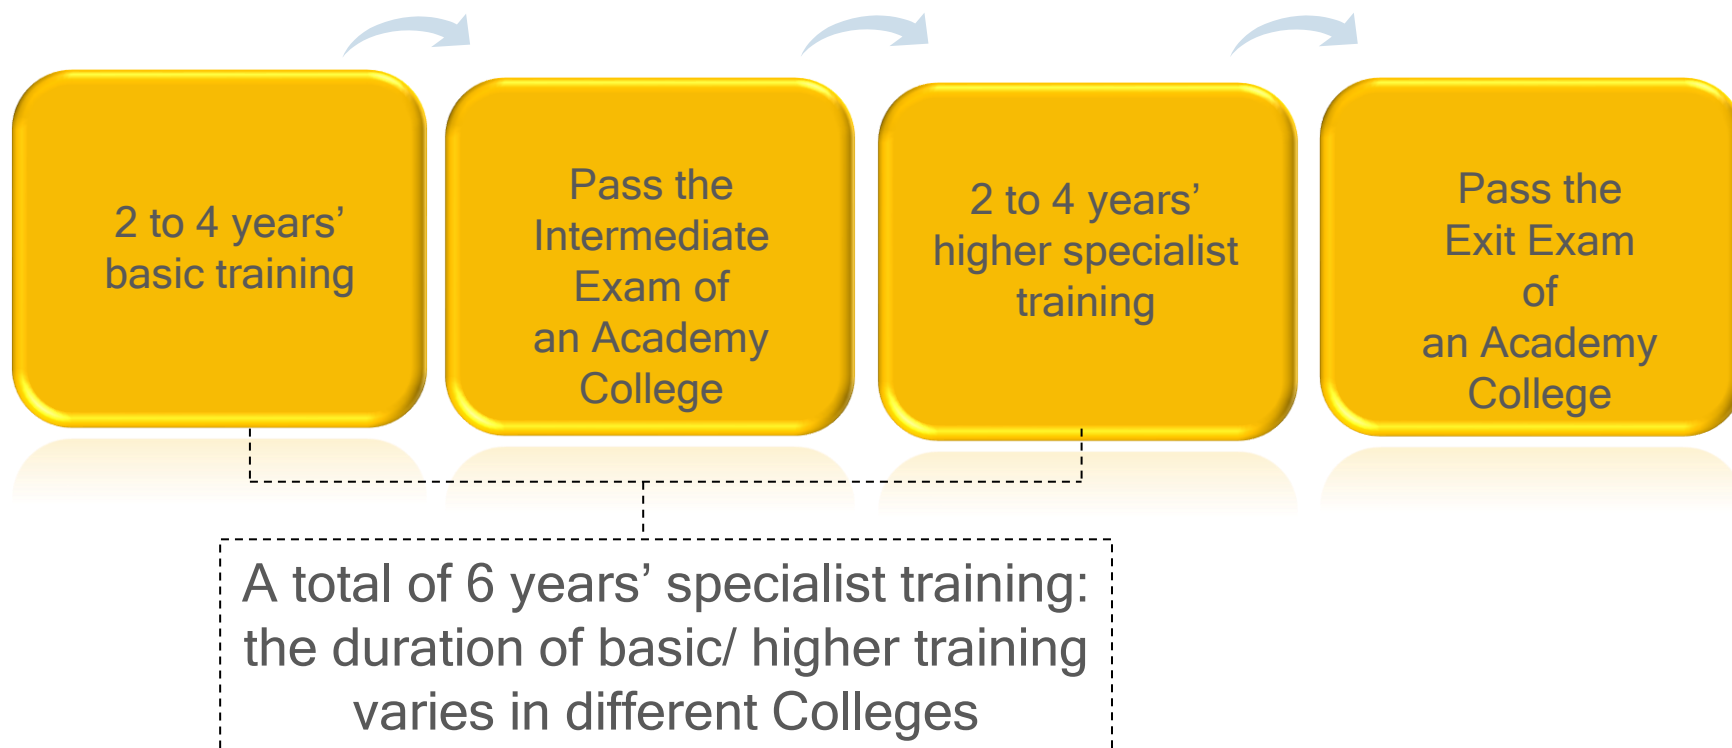 2 to 4 years’
basic training
Pass the
Intermediate
Exam of
an Academy
College
2 to 4 years’
higher specialist
training
Pass the
Exit Exam
of
an Academy
College
A total of 6 years’ specialist training:
the duration of basic/ higher training
varies in different Colleges